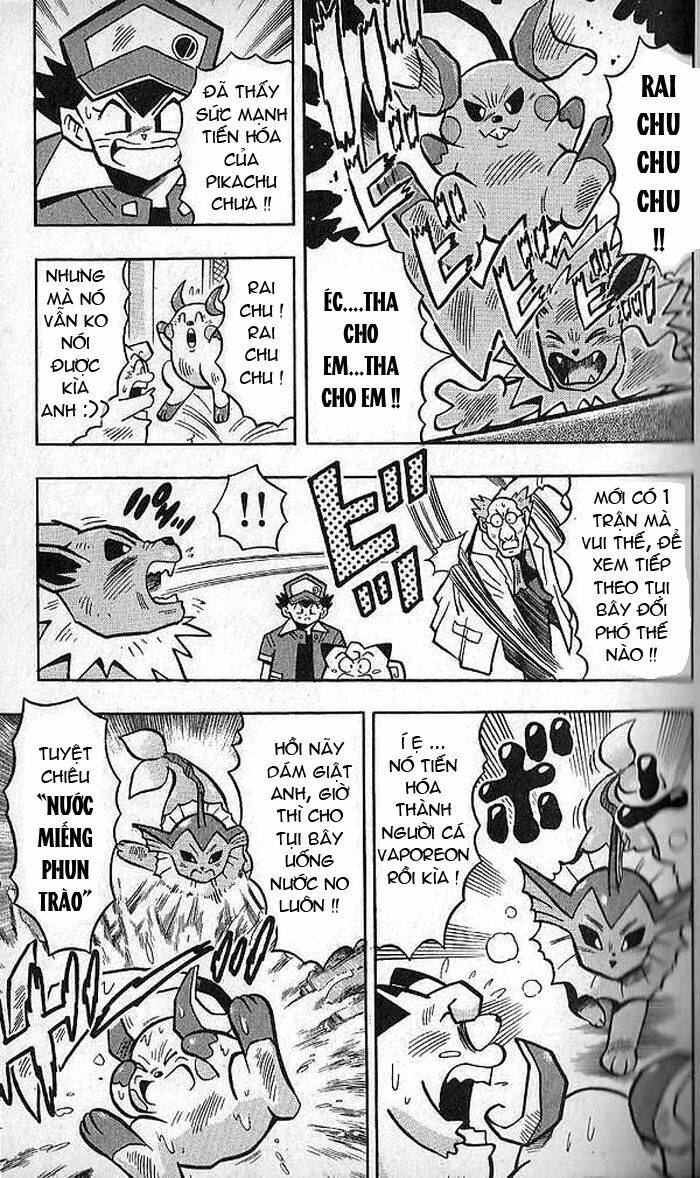 RAI
CHU
CHU
CHU
!!
ÉC....THA
CHO
EM...THA
CHO EM !!
ĐÃ THẤY
SỨC MẠNH
TIẾN HÓA
CỦA
PIKACHU
CHƯA !!
RAI
CHU !
RAI
CHU
CHU !
NHƯNG
MÀ NÓ
VẪN KO
NÓI
ĐƯỢC
KÌA
ANH :))
MỚI CÓ 1
TRẬN MÀ
VUI THẾ, ĐỂ
XEM TIẾP
THEO TỤI
BÂY ĐỐI
PHÓ THẾ
NÀO !!
!!
Í Ẹ ...
NÓ TIẾN
HÓA
THÀNH
NGƯỜI CÁ
VAPOREON
RỒI KÌA !
ボ
HỒI NÃY
DÁM GIẬT
ANH, GIỜ
THÌ CHO
TỤI BÂY
UỐNG
NƯỚC NO
LUÔN !!
TUYỆT
CHIÊU
“NƯỚC
MIẾNG
PHUN
TRÀO”